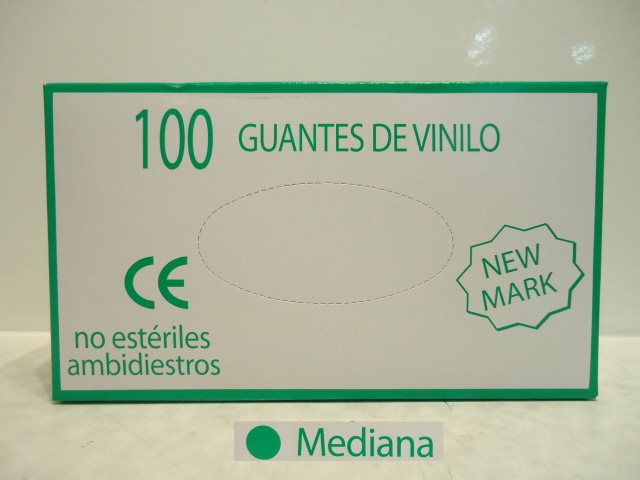 100 GUANTES DE VINILO
CE
NEW
MARK
no estériles
ambidiestros
Mediana